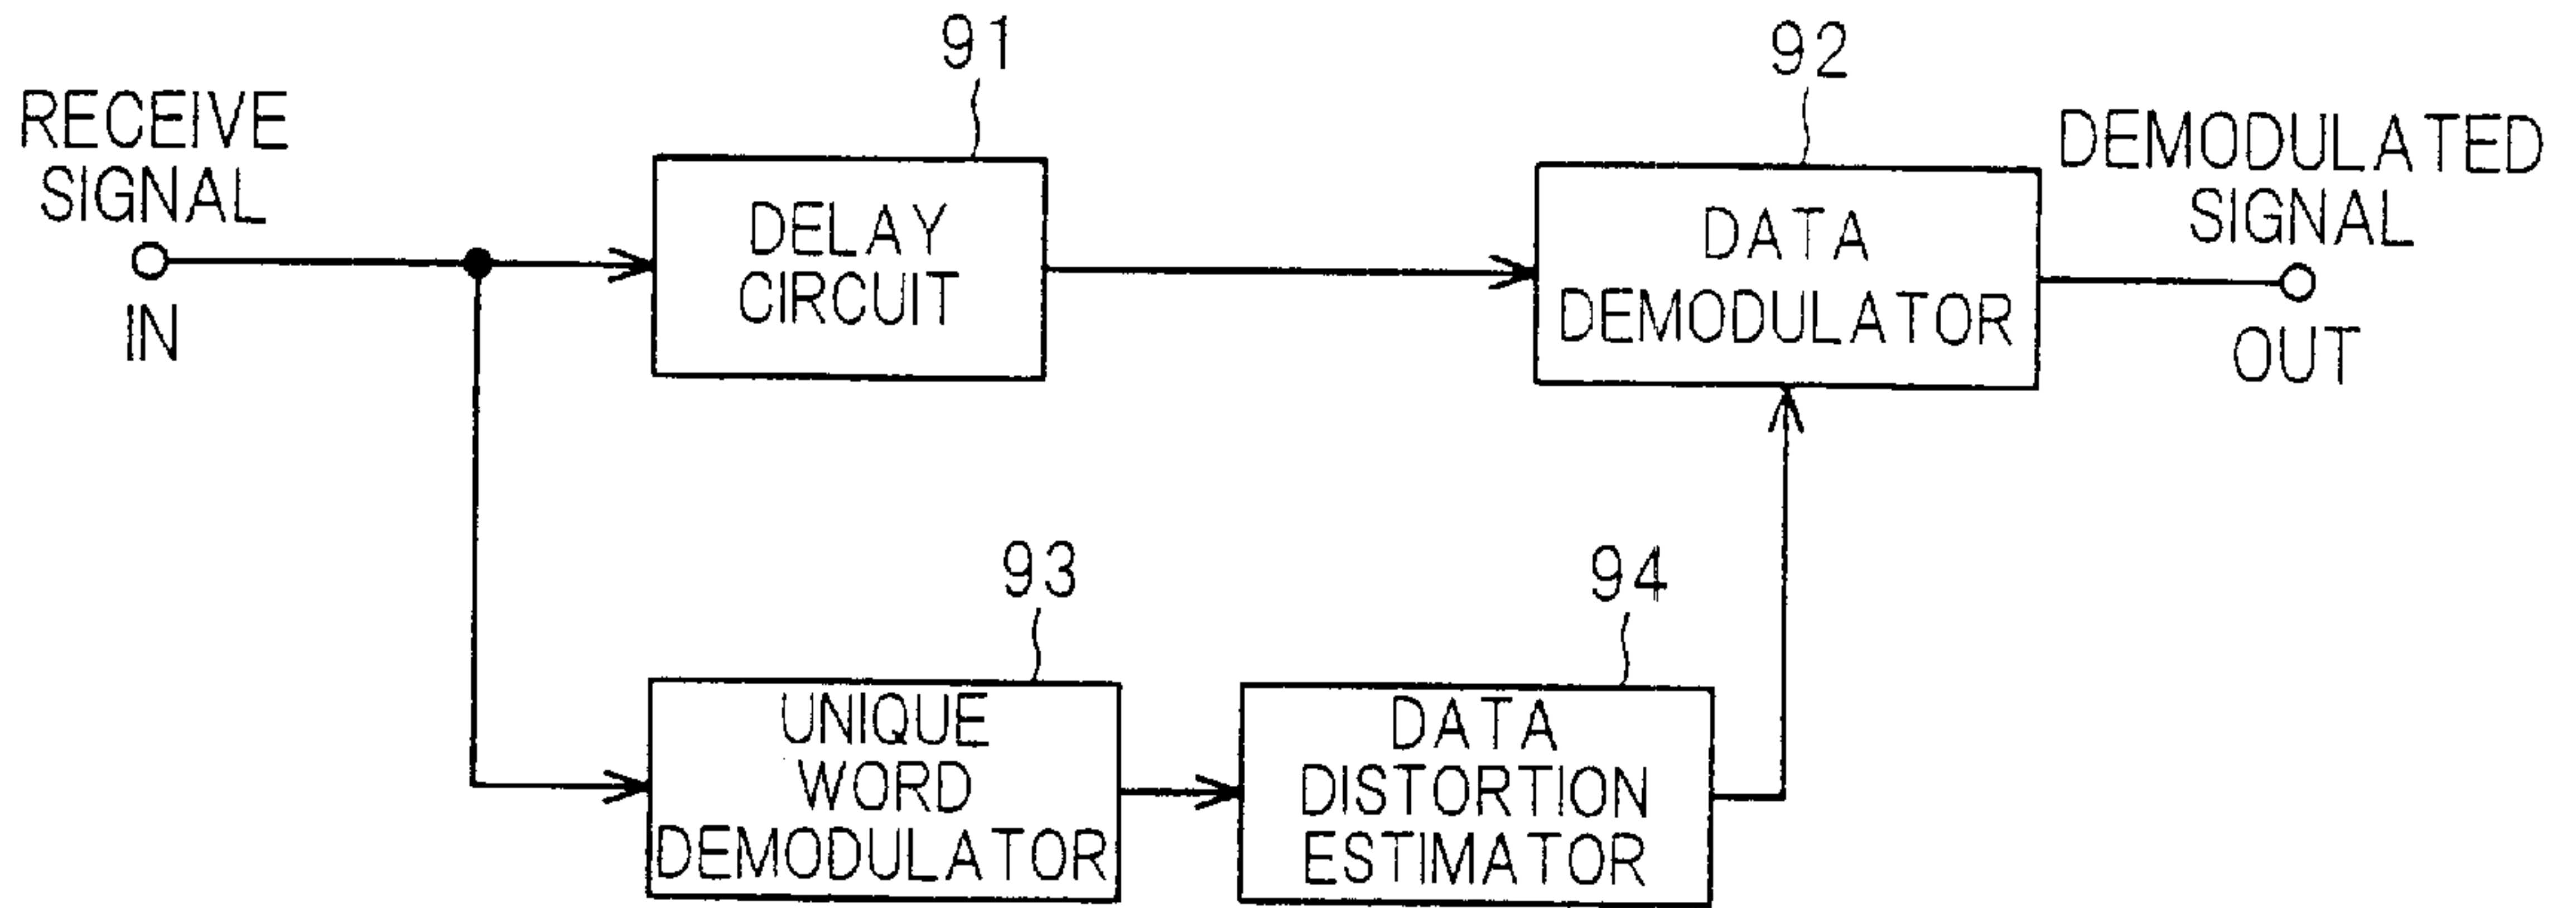 91
92
RECEIVE
SIGNAL
IN
DELAY
CIRCUIT
DATA
DEMODULATOR
DEMODULATED
SIGNAL
OUT
93
94
UNIQUE
WORD
DEMODULATOR
DATA
DISTORTION
ESTIMATOR